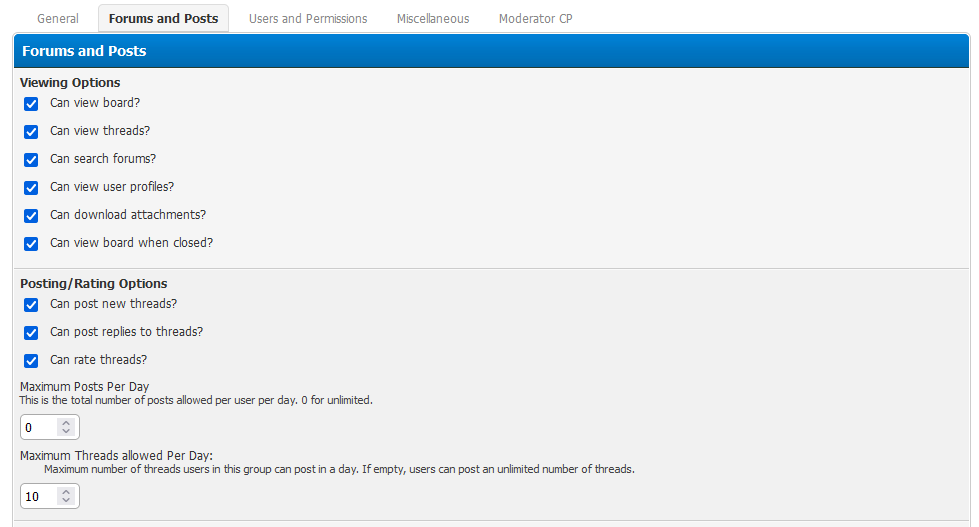 General Forums and Posts Users and Permissions Miscellaneous Moderator CP
Forums and Posts
Viewing Options
Can view board?
Can view threads?
Can search forums?
Can view user profiles?
Can download attachments?
Can view board when closed?
Posting/Rating Options
Can post new threads?
Can post replies to threads?
Can rate threads?
Maximum Posts Per Day
This is the total number of posts allowed per user per day. 0 for unlimited.
0
Maximum Threads allowed Per Day:
Maximum number of threads users in this group can post in a day. If empty, users can post an unlimited number of threads.
10